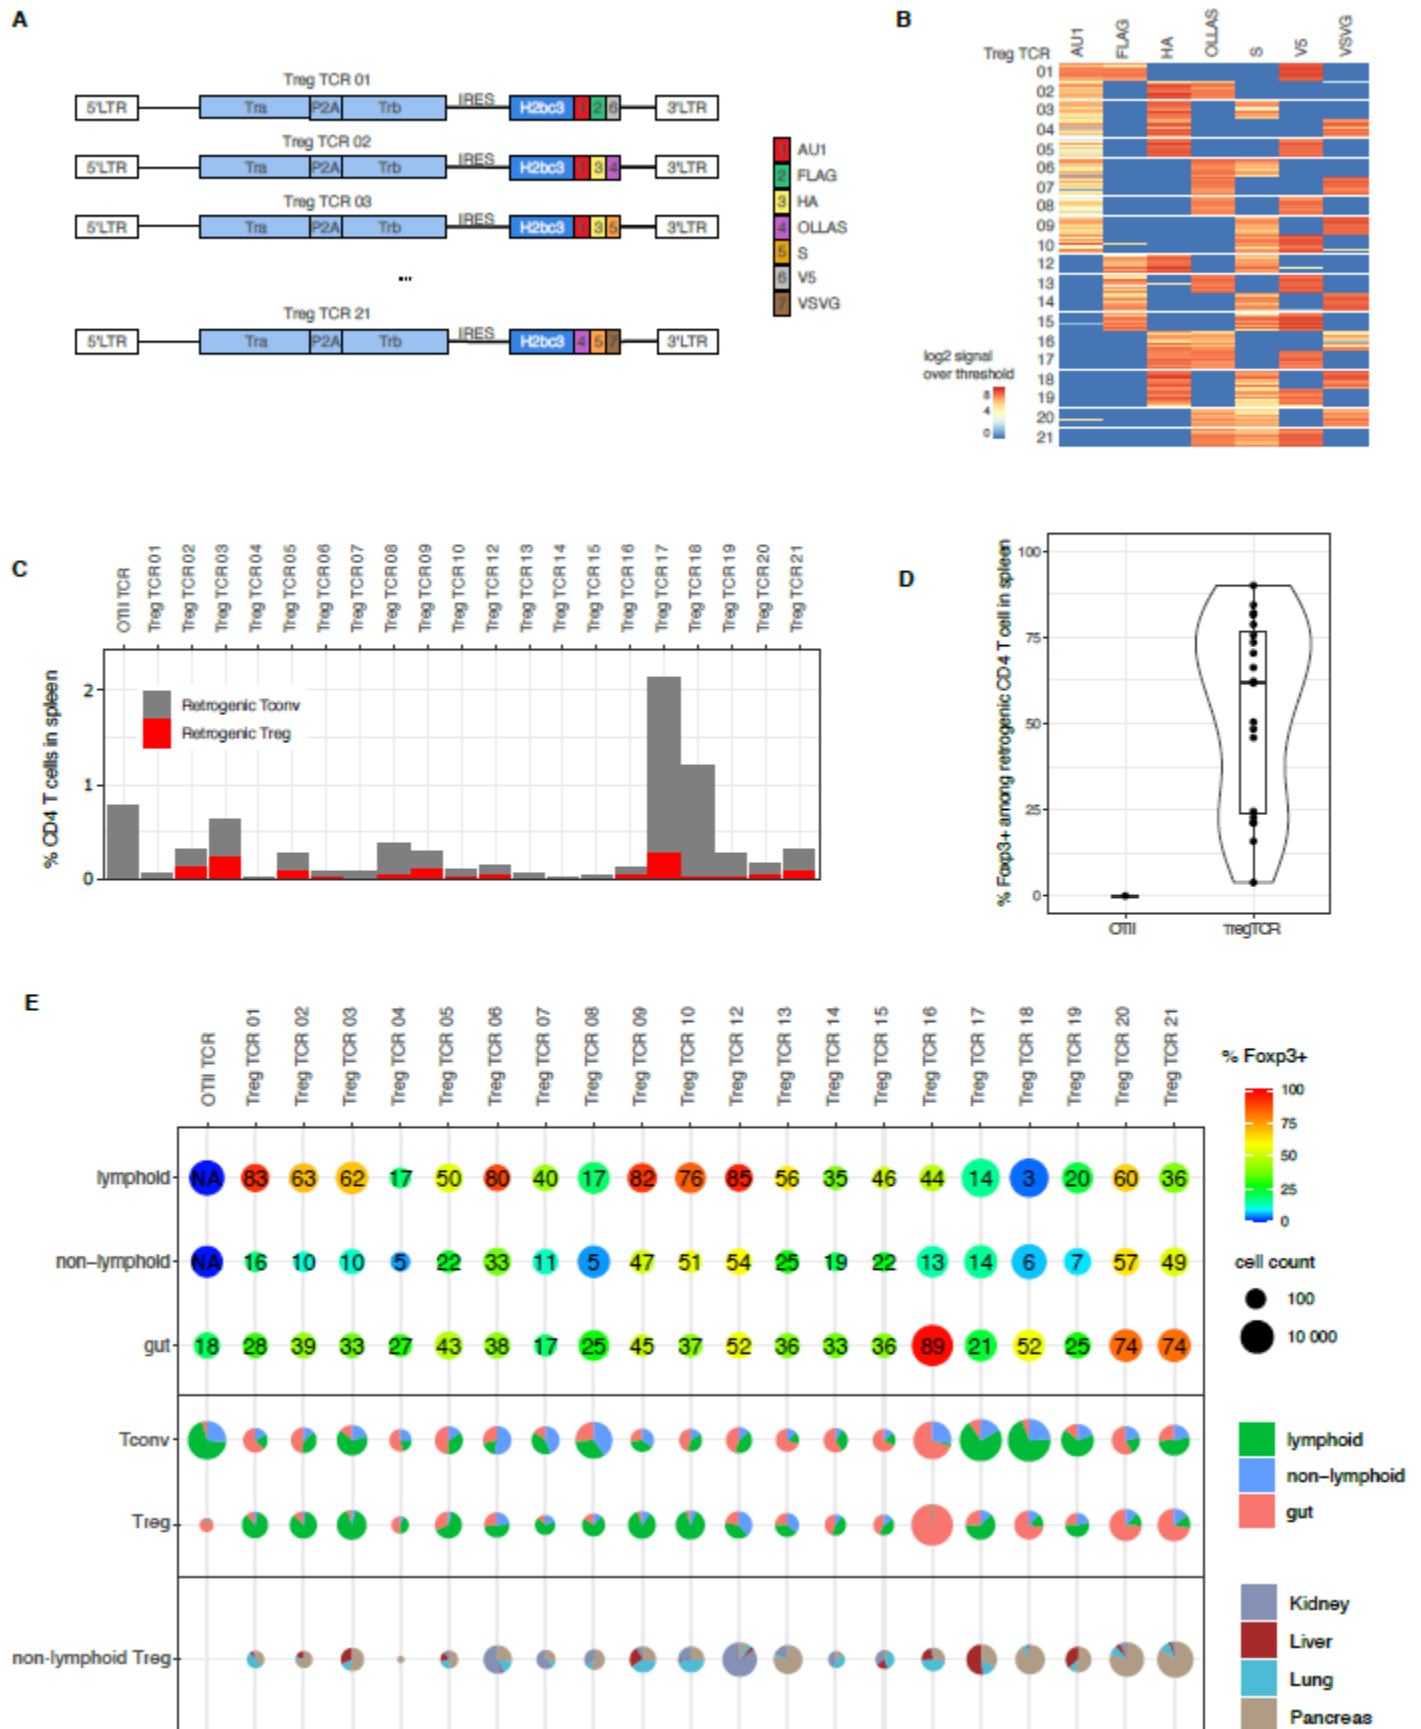 A
Treg TCR 01
5'LTR Tra P2A Trb IRES H2bc3 1 2 6 3'LTR
Treg TCR 02
5'LTR Tra P2A Trb IRES H2bc3 1 3 4 3'LTR
Treg TCR 03
5'LTR Tra P2A Trb IRES H2bc3 1 3 5 3'LTR
...
Treg TCR 21
5'LTR Tra P2A Trb IRES H2bc3 4 5 7 3'LTR
1 AU1
2 FLAG
3 HA
4 OLLAS
5 S
6 V5
7 VSVG
B
Treg TCR AU1 FLAG HA OLLAS S V5 VSVG
01
02
03
04
05
06
07
08
09
10
12
13
14
15
16
17
18
19
20
21
log2 signal
over threshold
8
4
0
C
OTII TCR
Treg TCR 01
Treg TCR 02
Treg TCR 03
Treg TCR 04
Treg TCR 05
Treg TCR 06
Treg TCR 07
Treg TCR 08
Treg TCR 09
Treg TCR 10
Treg TCR 12
Treg TCR 13
Treg TCR 14
Treg TCR 15
Treg TCR 16
Treg TCR 17
Treg TCR 18
Treg TCR 19
Treg TCR 20
Treg TCR 21
% CD4 T cells in spleen
2
1
0
Retrogenic Tconv
Retrogenic Treg
D
% Foxp3+ among retrogenic CD4 T cell in spleen
100
75
50
25
0
OTII TregTCR
E
OTII TCR
Treg TCR 01
Treg TCR 02
Treg TCR 03
Treg TCR 04
Treg TCR 05
Treg TCR 06
Treg TCR 07
Treg TCR 08
Treg TCR 09
Treg TCR 10
Treg TCR 12
Treg TCR 13
Treg TCR 14
Treg TCR 15
Treg TCR 16
Treg TCR 17
Treg TCR 18
Treg TCR 19
Treg TCR 20
Treg TCR 21
lymphoid NA 83 63 62 17 50 80 40 17 82 76 85 56 35 46 44 14 3 20 60 36
non-lymphoid NA 16 10 10 5 22 33 11 5 47 51 54 25 19 22 13 14 6 7 57 49
gut 18 28 39 33 27 43 38 17 25 45 37 52 36 33 36 89 21 52 25 74 74
Tconv
Treg
non-lymphoid Treg
% Foxp3+
100
75
50
25
0
cell count
100
10 000
lymphoid
non-lymphoid
gut
Kidney
Liver
Lung
Pancreas